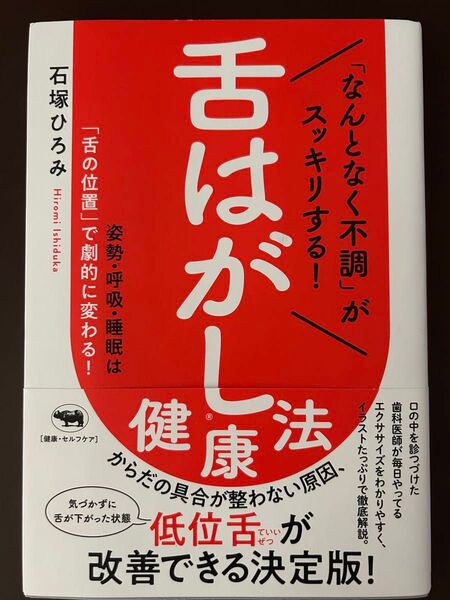 「なんとなく不調」が
スッキリする！
舌はがし®
健康法
石塚ひろみ
Hiromi Ishiduka
姿勢・呼吸・睡眠は
「舌の位置」で劇的に変わる！
［健康・セルフケア］
口の中を診つづけた
歯科医師が毎日やってる
エクササイズをわかりやすく、
イラストたっぷりで徹底解説。
からだの具合が整わない原因、
気づかずに
舌が下がった状態
低位舌が
ていい
ぜつ
改善できる決定版！